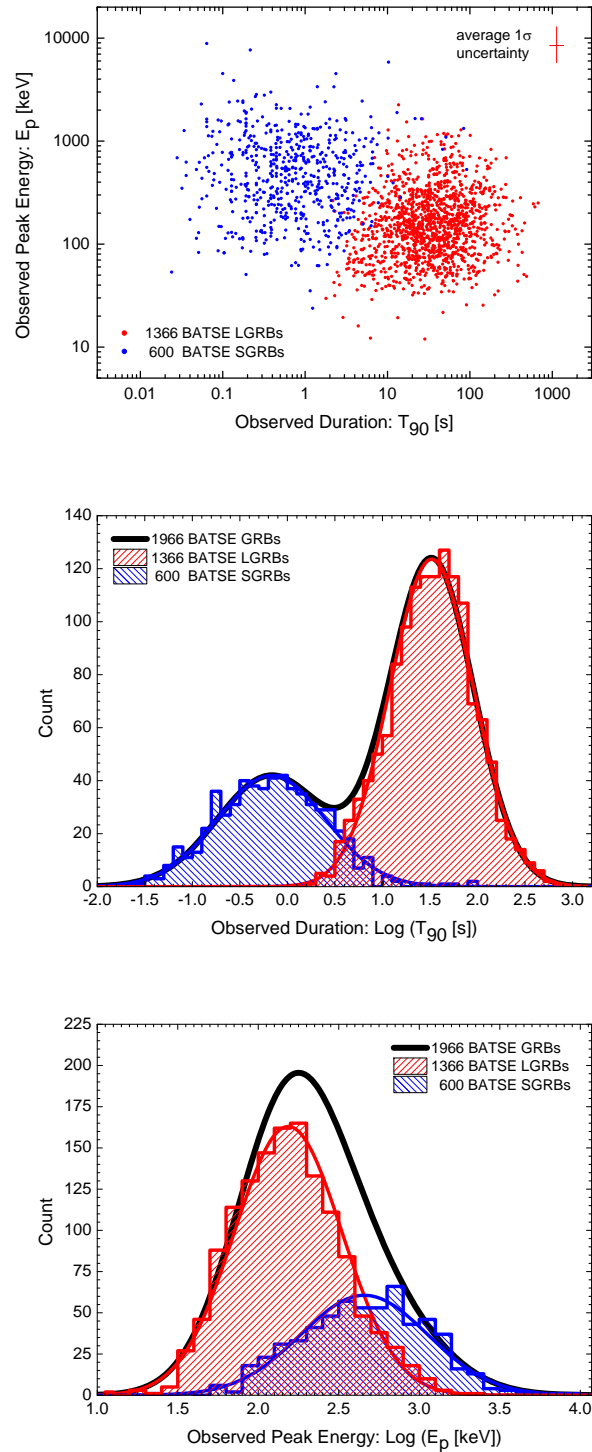 10000
1000
100
10
Observed Peak Energy: E_p [keV]
average 1σ
uncertainty
1366 BATSE LGRBs
600 BATSE SGRBs
0.01 0.1 1 10 100 1000
Observed Duration: T_90 [s]
140
120
100
80
60
40
20
0
Count
1966 BATSE GRBs
1366 BATSE LGRBs
600 BATSE SGRBs
-2.0 -1.5 -1.0 -0.5 0.0 0.5 1.0 1.5 2.0 2.5 3.0
Observed Duration: Log (T_90 [s])
225
200
175
150
125
100
75
50
25
0
Count
1966 BATSE GRBs
1366 BATSE LGRBs
600 BATSE SGRBs
1.0 1.5 2.0 2.5 3.0 3.5 4.0
Observed Peak Energy: Log (E_p [keV])